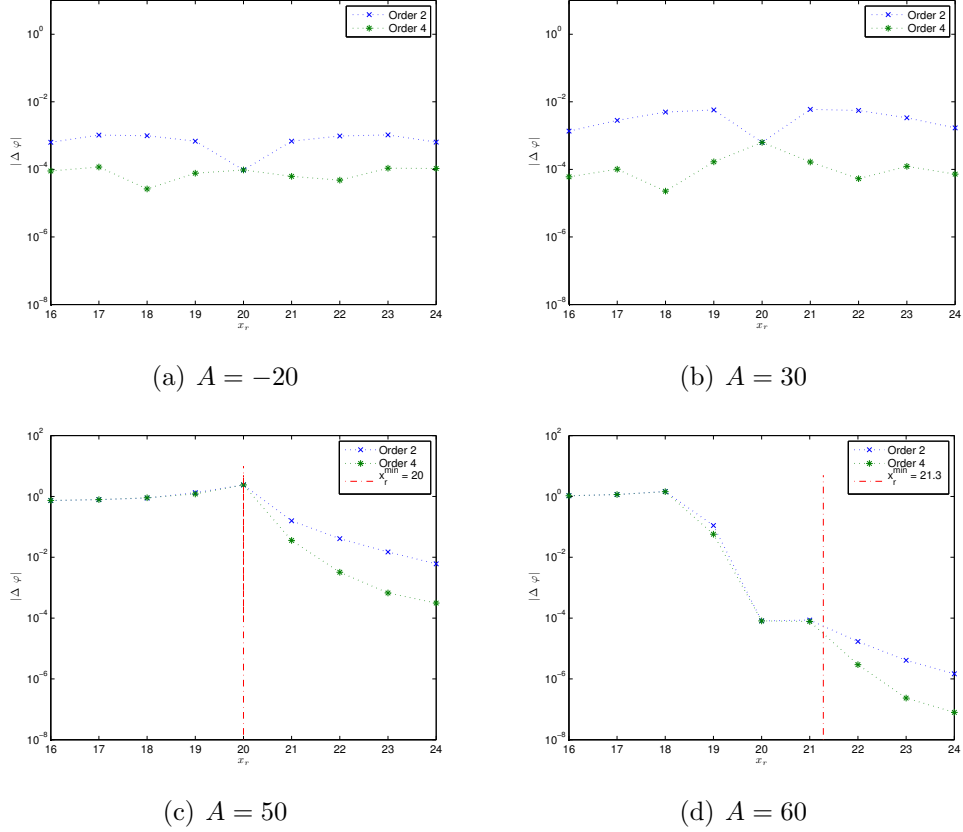 10^0
10^-2
10^-4
10^-6
10^-8
|Δ φ|
16 17 18 19 20 21 22 23 24
x_r
Order 2
Order 4
(a) A = −20
10^0
10^-2
10^-4
10^-6
10^-8
|Δ φ|
16 17 18 19 20 21 22 23 24
x_r
Order 2
Order 4
(b) A = 30
10^2
10^0
10^-2
10^-4
10^-6
10^-8
|Δ φ|
16 17 18 19 20 21 22 23 24
x_r
Order 2
Order 4
x_r^min = 20
(c) A = 50
10^2
10^0
10^-2
10^-4
10^-6
10^-8
|Δ φ|
16 17 18 19 20 21 22 23 24
x_r
Order 2
Order 4
x_r^min = 21.3
(d) A = 60